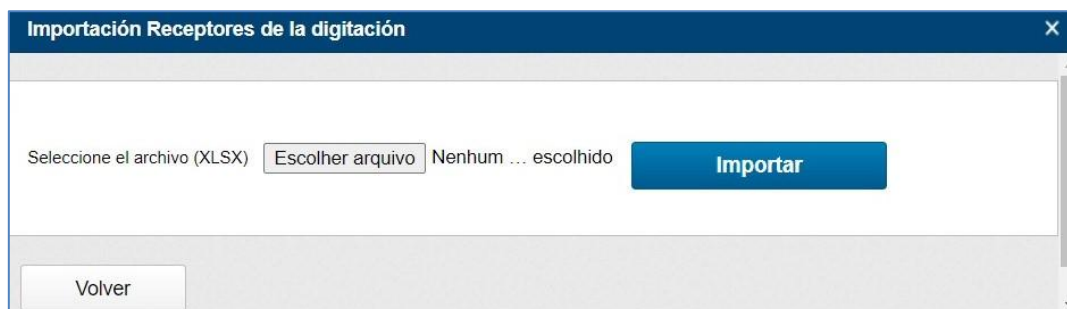 Importación Receptores de la digitación ×
Seleccione el archivo (XLSX) Escolher arquivo Nenhum … escolhido Importar
Volver